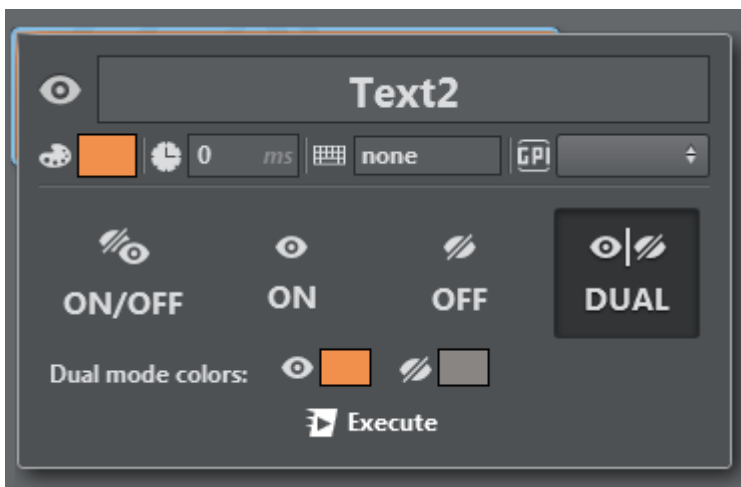 Text2
0 ms none GPI
ON/OFF ON OFF DUAL
Dual mode colors:
Execute